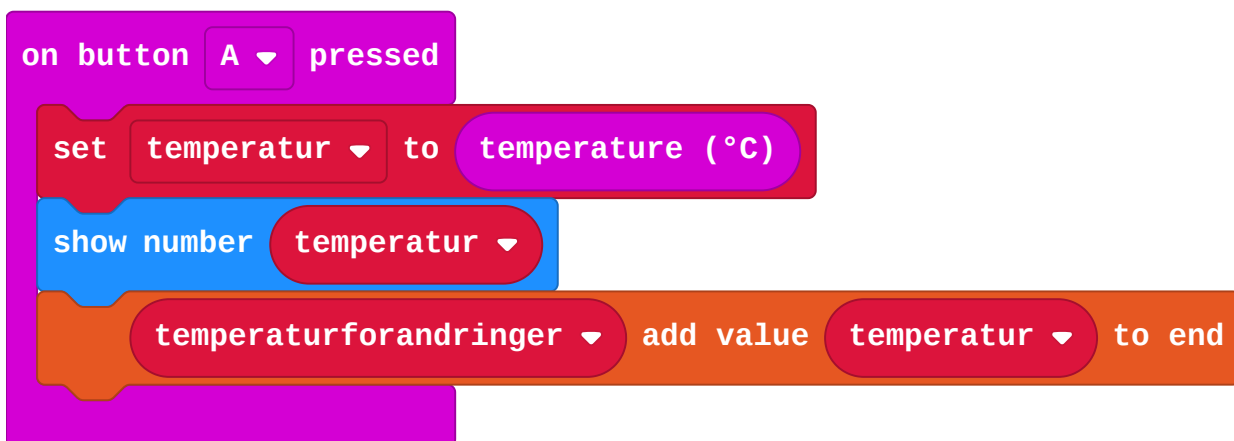 on button A pressed
set temperatur to temperature (°C)
show number temperatur
temperaturforandringer add value temperatur to end